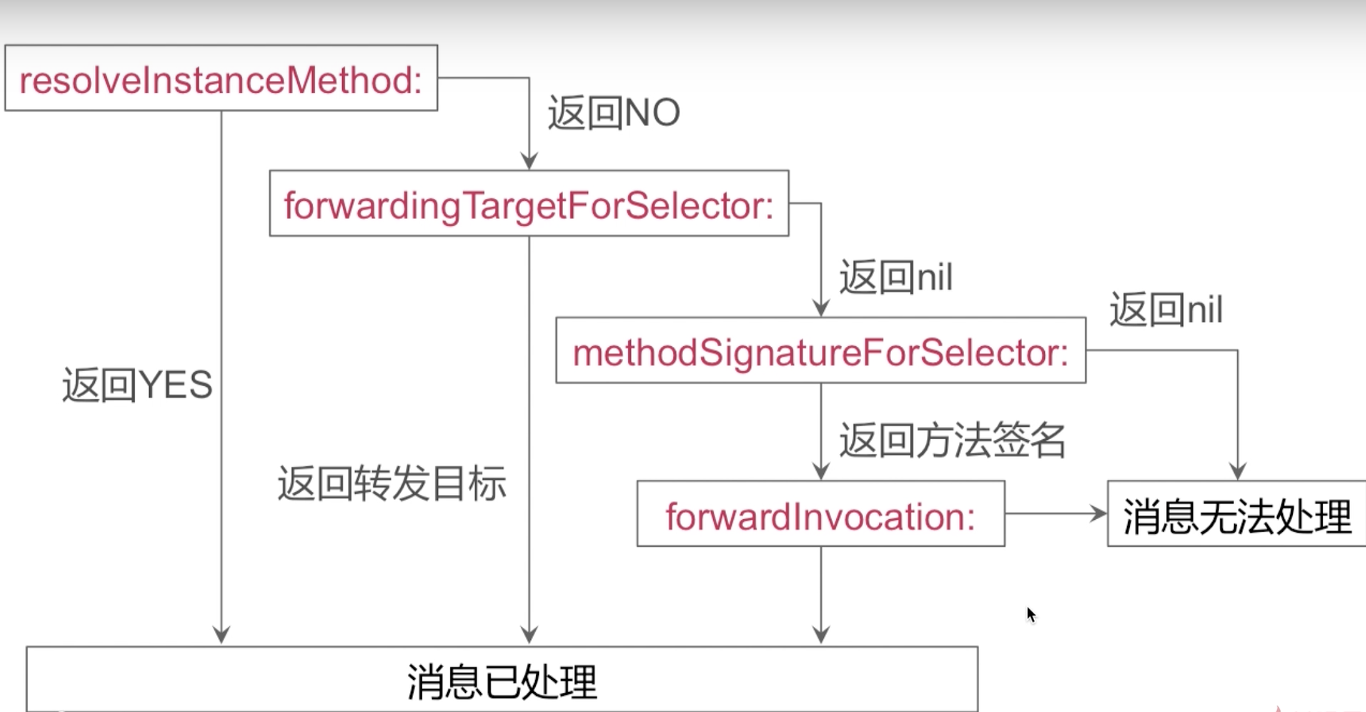 resolveInstanceMethod:
返回NO
forwardingTargetForSelector:
返回nil
返回nil
methodSignatureForSelector:
返回YES
返回方法签名
返回转发目标
forwardInvocation:
消息无法处理
消息已处理